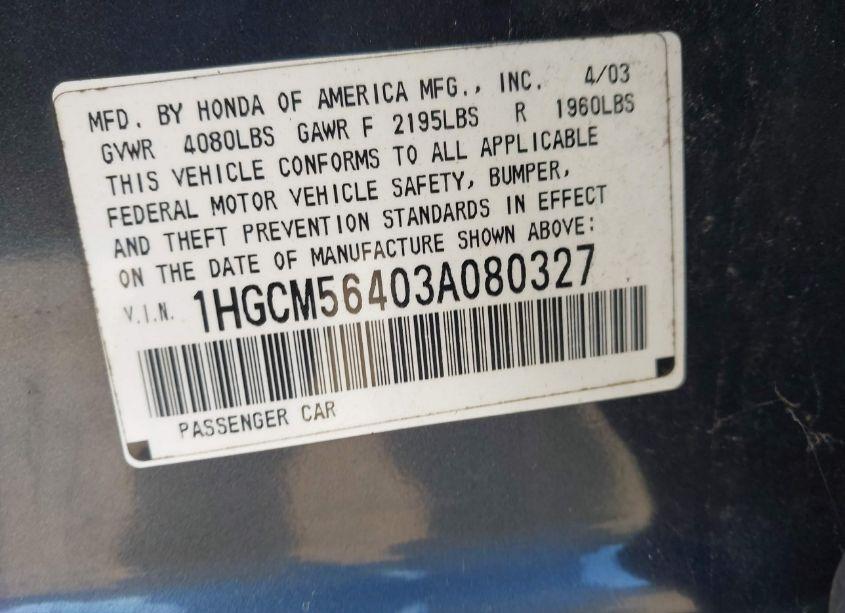 MFD. BY HONDA OF AMERICA MFG., INC. 4/03
GVWR 4080LBS GAWR F 2195LBS R 1960LBS
THIS VEHICLE CONFORMS TO ALL APPLICABLE
FEDERAL MOTOR VEHICLE SAFETY, BUMPER,
AND THEFT PREVENTION STANDARDS IN EFFECT
ON THE DATE OF MANUFACTURE SHOWN ABOVE:
V.I.N. 1HGCM56403A080327
PASSENGER CAR